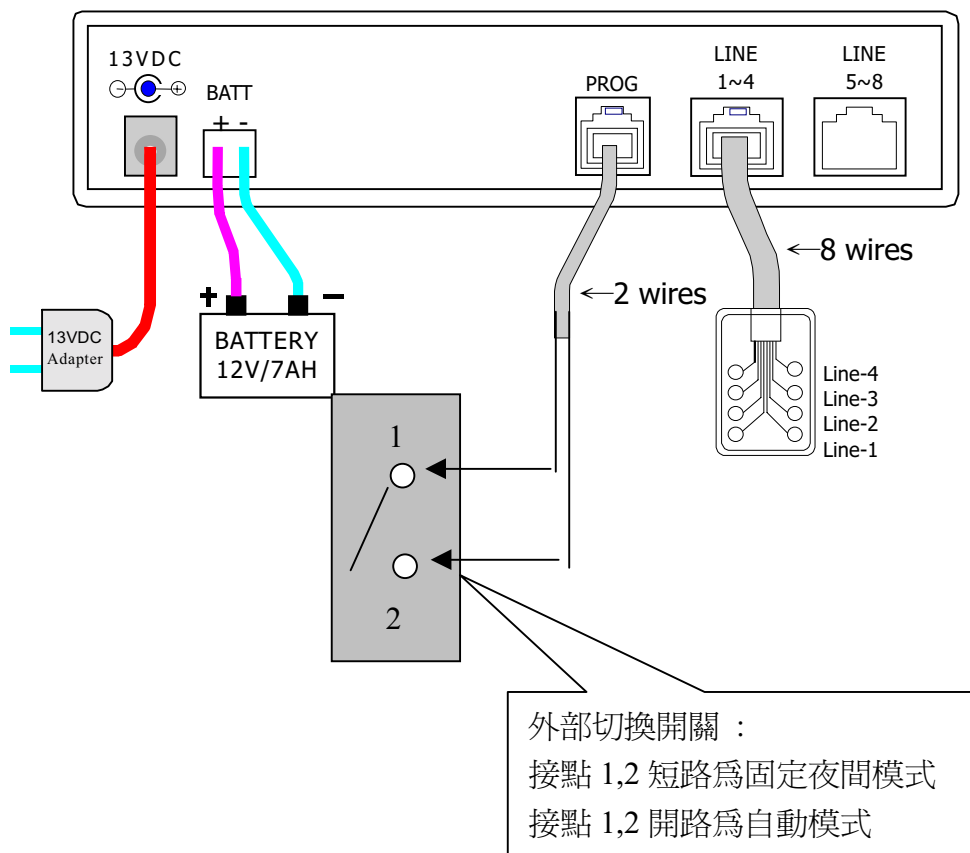 13VDC
BATT
+ -
PROG
LINE
1~4
LINE
5~8
←8 wires
←2 wires
+ −
BATTERY
12V/7AH
13VDC
Adapter
Line-4
Line-3
Line-2
Line-1
1
2
外部切換開關：
接點 1,2 短路為固定夜間模式
接點 1,2 開路為自動模式